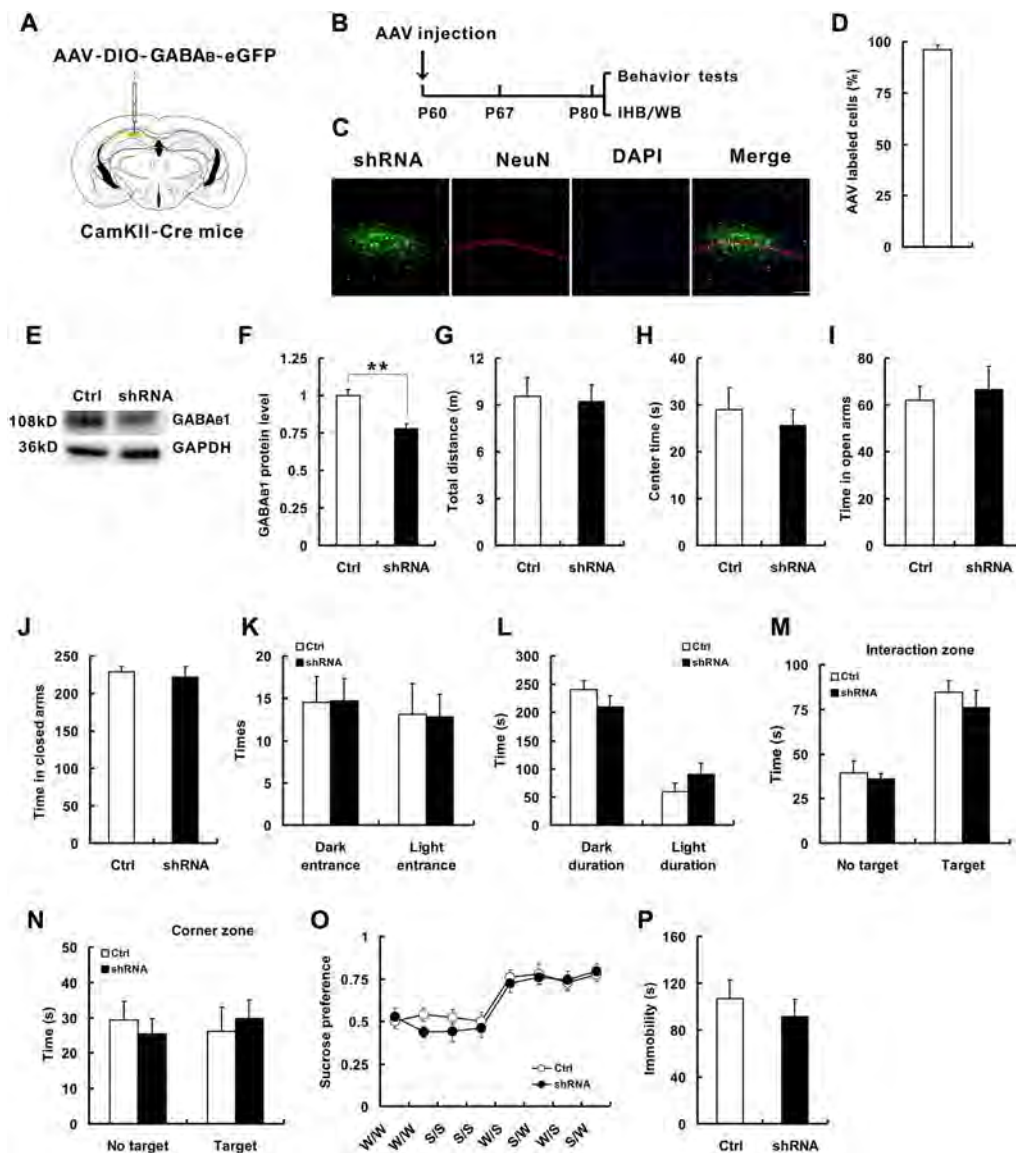 A
AAV-DIO-GABAB-eGFP
CamKII-Cre mice
B
AAV injection
P60 P67 P80
Behavior tests
IHB/WB
C
shRNA NeuN DAPI Merge
D
AAV labeled cells (%)
100
75
50
25
0
E
Ctrl shRNA
108kD GABAB1
36kD GAPDH
F
GABAB1 protein level
1.25
1
0.75
0.5
0.25
0
**
Ctrl shRNA
G
Total distance (m)
12
9
6
3
0
Ctrl shRNA
H
Center time (s)
40
30
20
10
0
Ctrl shRNA
I
Time in open arms
80
60
40
20
0
Ctrl shRNA
J
Time in closed arms
250
200
150
100
50
0
Ctrl shRNA
K
Times
20
15
10
5
0
Ctrl
shRNA
Dark Light
entrance entrance
L
Time (s)
300
250
200
150
100
50
0
Ctrl
shRNA
Dark Light
duration duration
M
Interaction zone
Time (s)
100
75
50
25
0
Ctrl
shRNA
No target Target
N
Corner zone
Time (s)
50
40
30
20
10
0
Ctrl
shRNA
No target Target
O
Sucrose preference
1
0.75
0.5
0.25
0
Ctrl
shRNA
W/W W/W S/S S/S W/S S/W W/S S/W
P
Immobility (s)
160
120
80
40
0
Ctrl shRNA